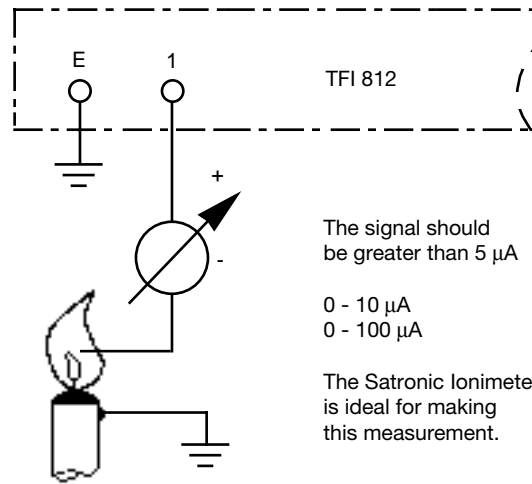 E
1
TFI 812
+
-
The signal should
be greater than 5 µA
0 - 10 µA
0 - 100 µA
The Satronic Ionimete
is ideal for making
this measurement.